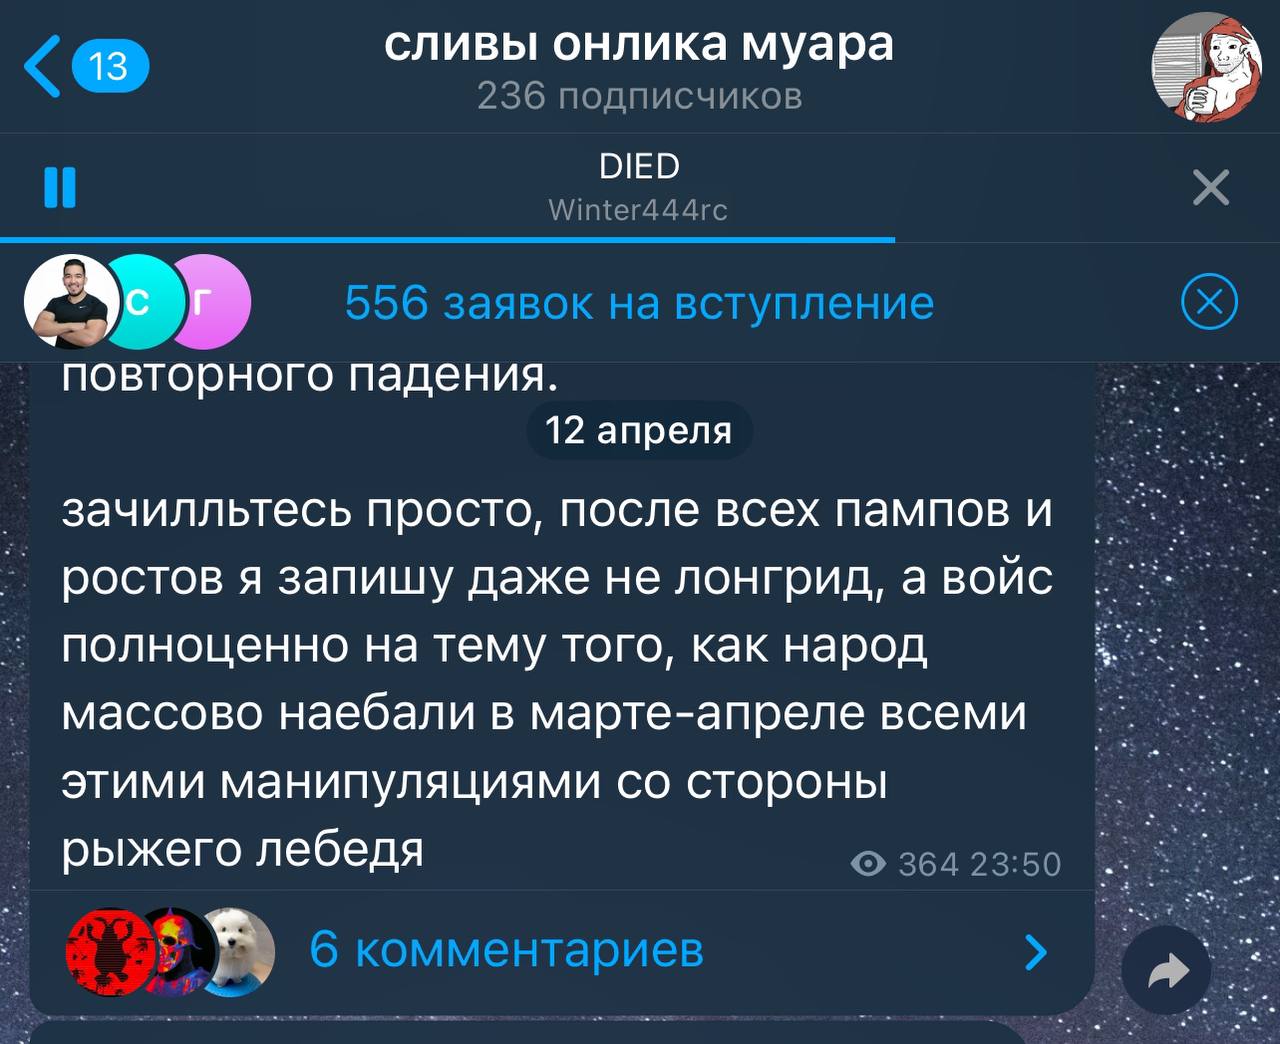 13
сливы онлика муара
236 подписчиков
DIED
Winter444rc
С
Г
556 заявок на вступление
повторного падения.
12 апреля
зачилльтесь просто, после всех пампов и
ростов я запишу даже не лонгрид, а войс
полноценно на тему того, как народ
массово наебали в марте-апреле всеми
этими манипуляциями со стороны
рыжего лебедя
364 23:50
6 комментариев